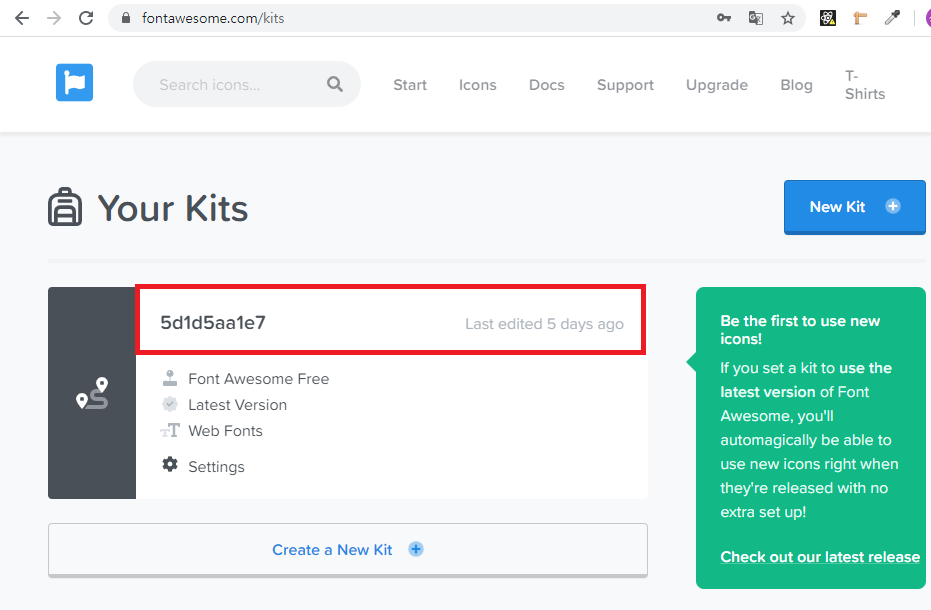 fontawesome.com/kits
Search icons...
Start
Icons
Docs
Support
Upgrade
Blog
T-
Shirts
Your Kits
New Kit
5d1d5aa1e7
Last edited 5 days ago
Font Awesome Free
Latest Version
Web Fonts
Settings
Create a New Kit
Be the first to use new
icons!
If you set a kit to use the
latest version of Font
Awesome, you'll
automagically be able to
use new icons right when
they're released with no
extra set up!
Check out our latest release